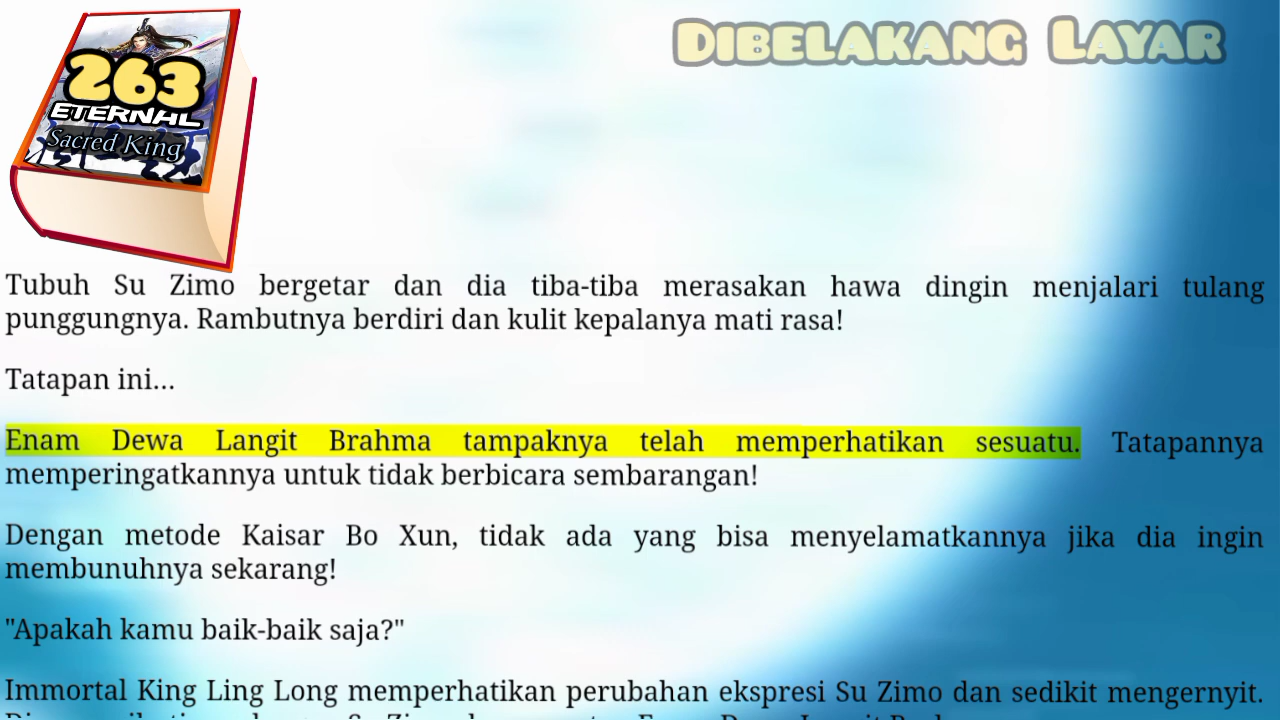 263
ETERNAL
Sacred King
DIBELAKANG LAYAR
Tubuh Su Zimo bergetar dan dia tiba-tiba merasakan hawa dingin menjalari tulang
punggungnya. Rambutnya berdiri dan kulit kepalanya mati rasa!
Tatapan ini...
Enam Dewa Langit Brahma tampaknya telah memperhatikan sesuatu. Tatapannya
memperingatkannya untuk tidak berbicara sembarangan!
Dengan metode Kaisar Bo Xun, tidak ada yang bisa menyelamatkannya jika dia ingin
membunuhnya sekarang!
"Apakah kamu baik-baik saja?"
Immortal King Ling Long memperhatikan perubahan ekspresi Su Zimo dan sedikit mengernyit.